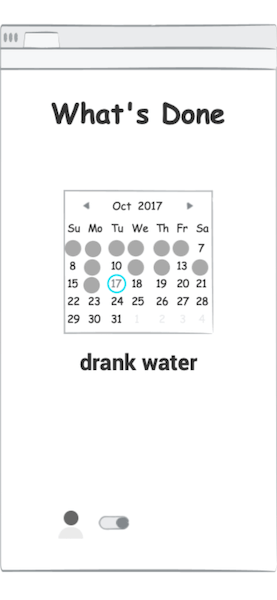 What's Done
Oct 2017
Su Mo Tu We Th Fr Sa
7
8 10 13
15 17 18 19 20 21
22 23 24 25 26 27 28
29 30 31 1 2 3 4
drank water